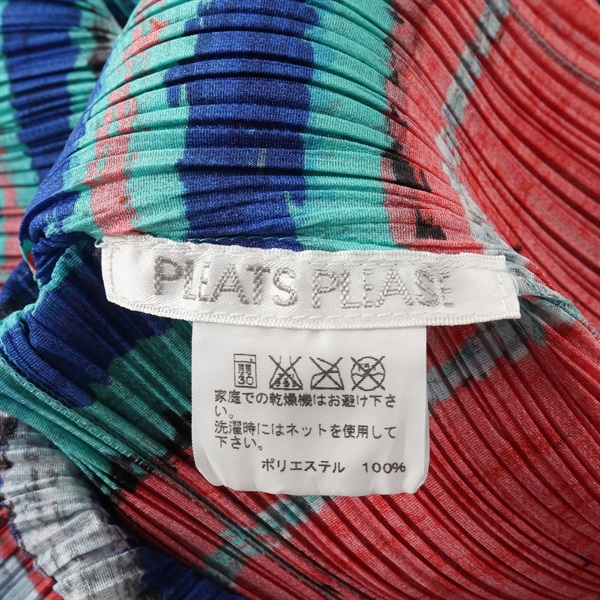 PLEATS PLEASE
30
家庭での乾燥機はお避け下さ
い。
洗濯時にはネットを使用して
下さい。
ポリエステル 100%